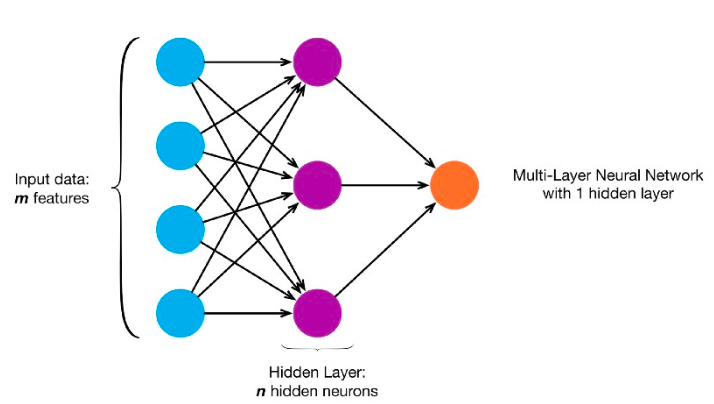 Input data:
m features
Multi-Layer Neural Network
with 1 hidden layer
Hidden Layer:
n hidden neurons